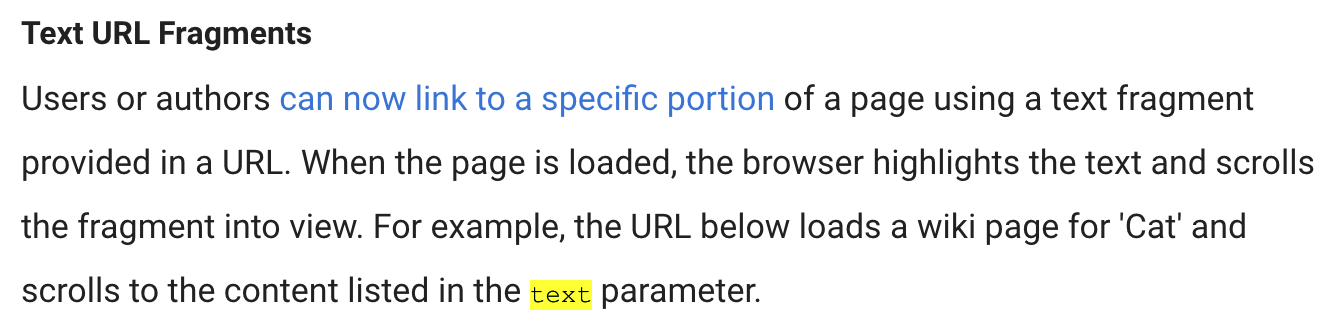 Text URL Fragments
Users or authors can now link to a specific portion of a page using a text fragment
provided in a URL. When the page is loaded, the browser highlights the text and scrolls
the fragment into view. For example, the URL below loads a wiki page for 'Cat' and
scrolls to the content listed in the text parameter.